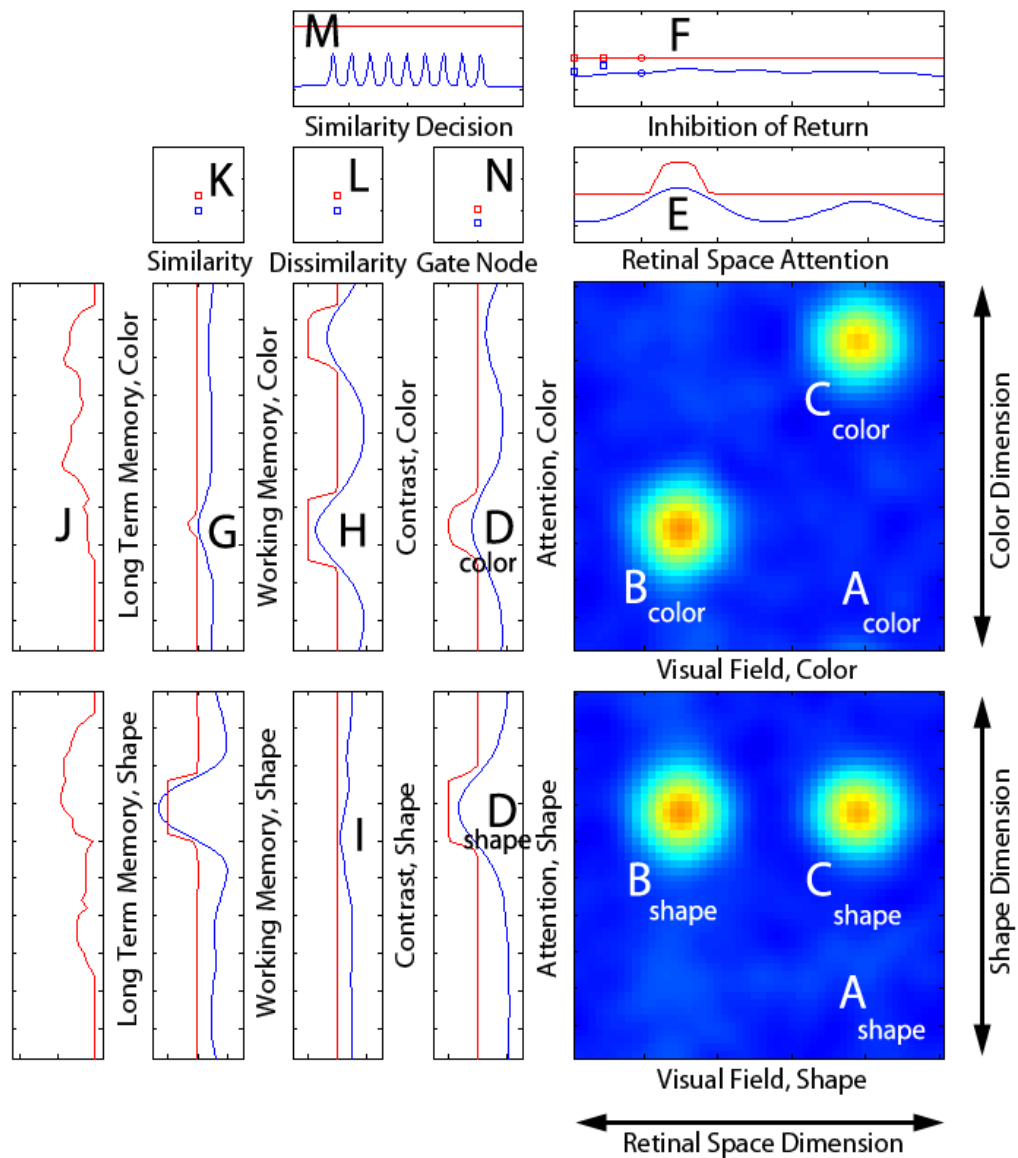 M
F
Similarity Decision
Inhibition of Return
K
L
N
E
Similarity
Dissimilarity
Gate Node
Retinal Space Attention
J
Long Term Memory, Color
G
Working Memory, Color
H
Contrast, Color
D
color
Attention, Color
C
color
B
color
A
color
Color Dimension
Visual Field, Color
Long Term Memory, Shape
Working Memory, Shape
I
Contrast, Shape
D
shape
Attention, Shape
B
shape
C
shape
A
shape
Shape Dimension
Visual Field, Shape
Retinal Space Dimension